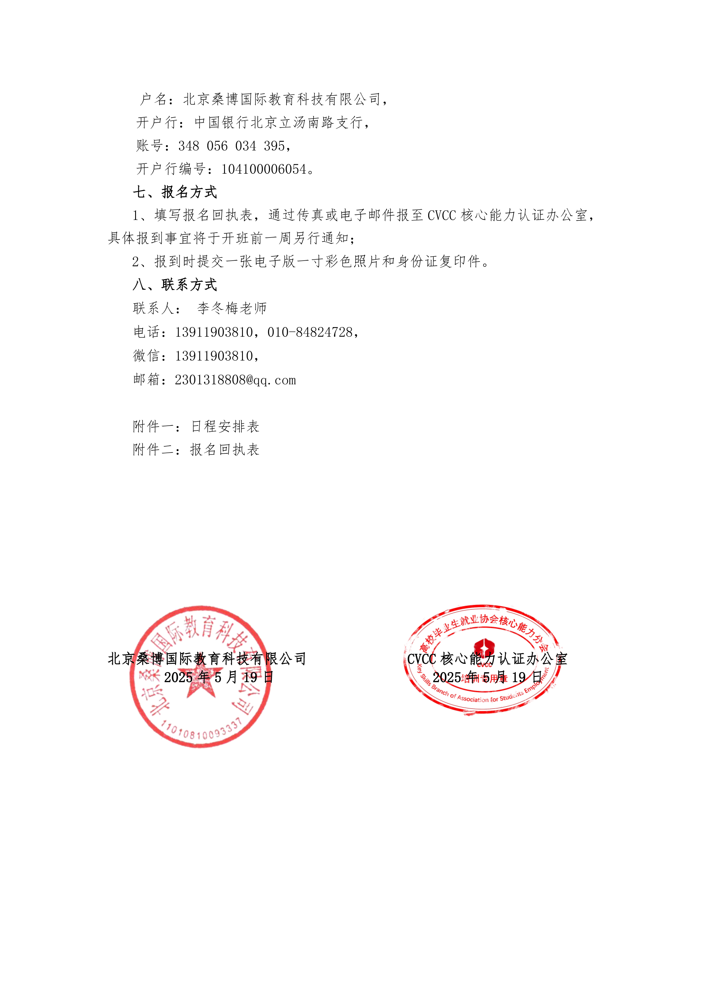 户名：北京桑博国际教育科技有限公司，
开户行：中国银行北京立汤南路支行，
账号：348 056 034 395，
开户行编号：104100006054。
七、报名方式
1、填写报名回执表，通过传真或电子邮件报至 CVCC 核心能力认证办公室，
具体报到事宜将于开班前一周另行通知；
2、报到时提交一张电子版一寸彩色照片和身份证复印件。
八、联系方式
联系人： 李冬梅老师
电话：13911903810，010-84824728，
微信：13911903810，
邮箱：2301318808@qq.com
附件一：日程安排表
附件二：报名回执表
北京桑博国际教育科技有限公司
2025 年 5 月 19 日
北京桑博国际教育科技有限公司
1101081009333​7
CVCC 核心能力认证办公室
2025 年 5 月 19 日
高校毕业生就业协会核心能力分会
CVCC
培训专用章
Key Skills Branch of Association for Students Employment